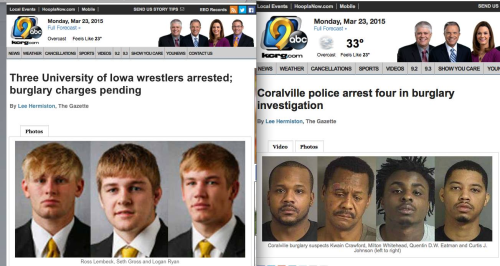 Local Events | HooplaNow.com | Mobile
SEND US STORY TIPS
SEO Records
9
abc
kcrg.com
Monday, Mar 23, 2015
Full Forecast
Overcast Feels Like 23°
NEWS WEATHER CANCELLATIONS SPORTS VIDEOS 9.2 9.3 SHOW YOU CARE YOUNEWS CONTACT US
Three University of Iowa wrestlers arrested;
burglary charges pending
By Lee Hermiston, The Gazette
Photos
Ross Lembeck, Seth Gross and Logan Ryan
Local Events | HooplaNow.com | Mobile
SEND US
9
abc
kcrg.com
Monday, Mar 23, 2015
Full Forecast
33°
Overcast Feels Like 23°
NEWS WEATHER CANCELLATIONS SPORTS VIDEOS 9.2 9.3 SHOW YOU CARE YOUN
Coralville police arrest four in burglary
investigation
By Lee Hermiston, The Gazette
Video Photos
Coralville burglary suspects Kwain Crawford, Milton Whitehead, Quentin D.W. Eatman and Curtis J.
Johnson (left to right)